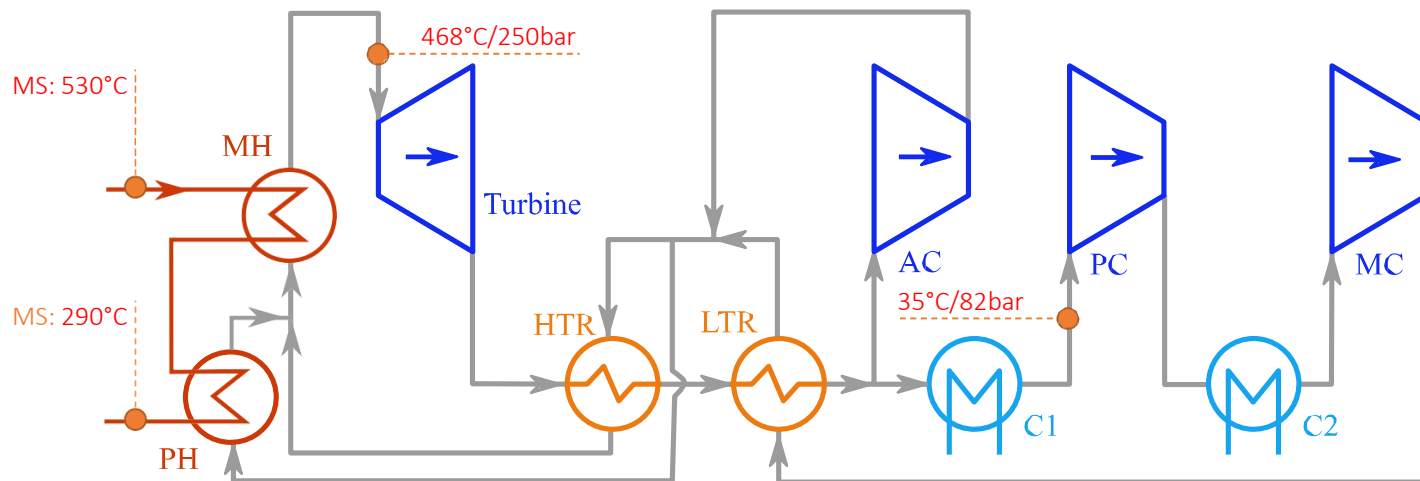 468°C/250bar
MS: 530°C
MH
Turbine
AC
PC
MC
35°C/82bar
MS: 290°C
HTR
LTR
PH
C1
C2